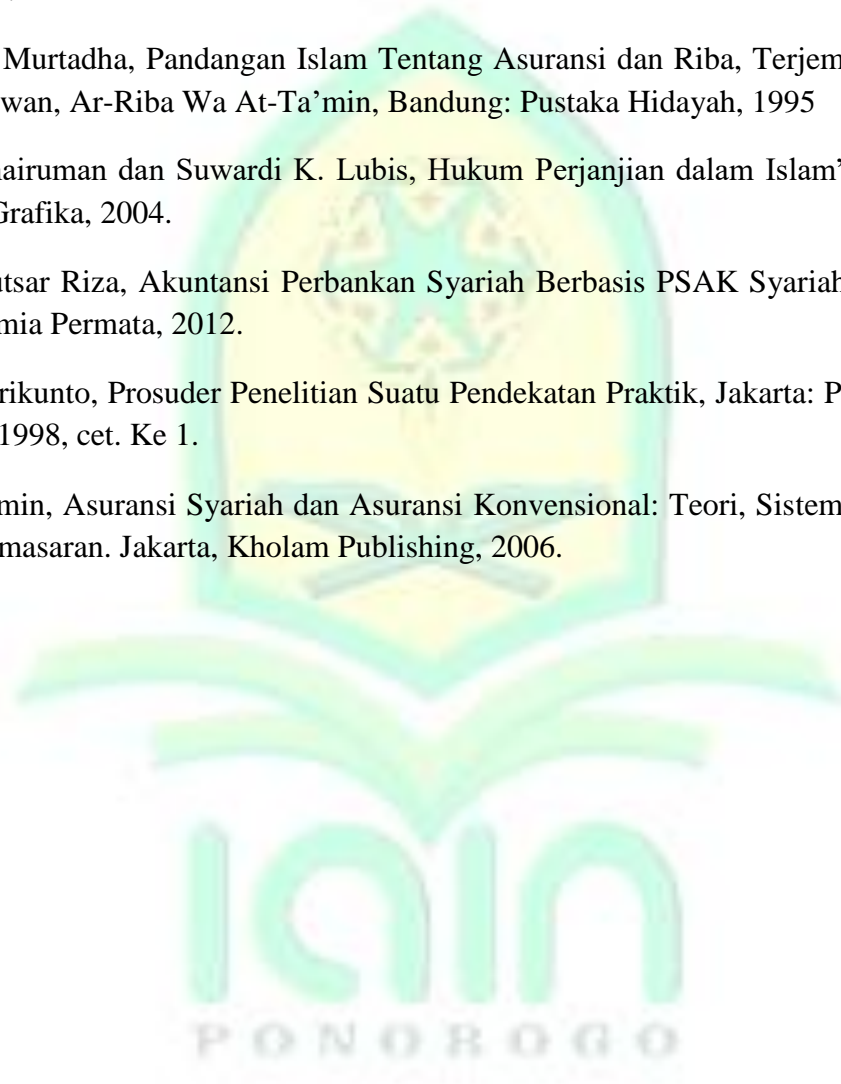 Murtadha, Pandangan Islam Tentang Asuransi dan Riba, Terjem
wan, Ar-Riba Wa At-Ta’min, Bandung: Pustaka Hidayah, 1995
airuman dan Suwardi K. Lubis, Hukum Perjanjian dalam Islam’
Grafika, 2004.
utsar Riza, Akuntansi Perbankan Syariah Berbasis PSAK Syariah
mia Permata, 2012.
rikunto, Prosuder Penelitian Suatu Pendekatan Praktik, Jakarta: P
1998, cet. Ke 1.
min, Asuransi Syariah dan Asuransi Konvensional: Teori, Sistem
masaran. Jakarta, Kholam Publishing, 2006.
iain
PONOROGO